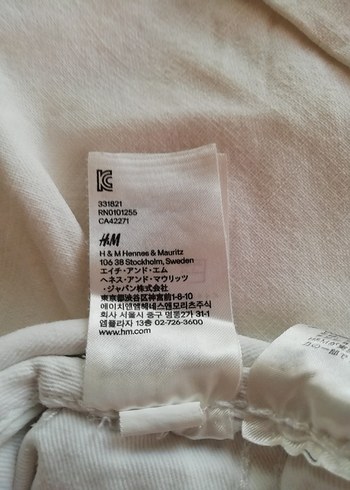 331821
RN0101255
CA42271
H&M
H & M Hennes & Mauritz
106 38 Stockholm, Sweden
エイチ・アンド・エム
ヘネス・アンド・マウリッツ
・ジャパン株式会社
東京都渋谷区神宮前1-8-10
에이치앤엠헤네스앤모리츠주식
회사 서울시 중구 명동2가 31-1
엠플라자 13층 02-726-3600
www.hm.com